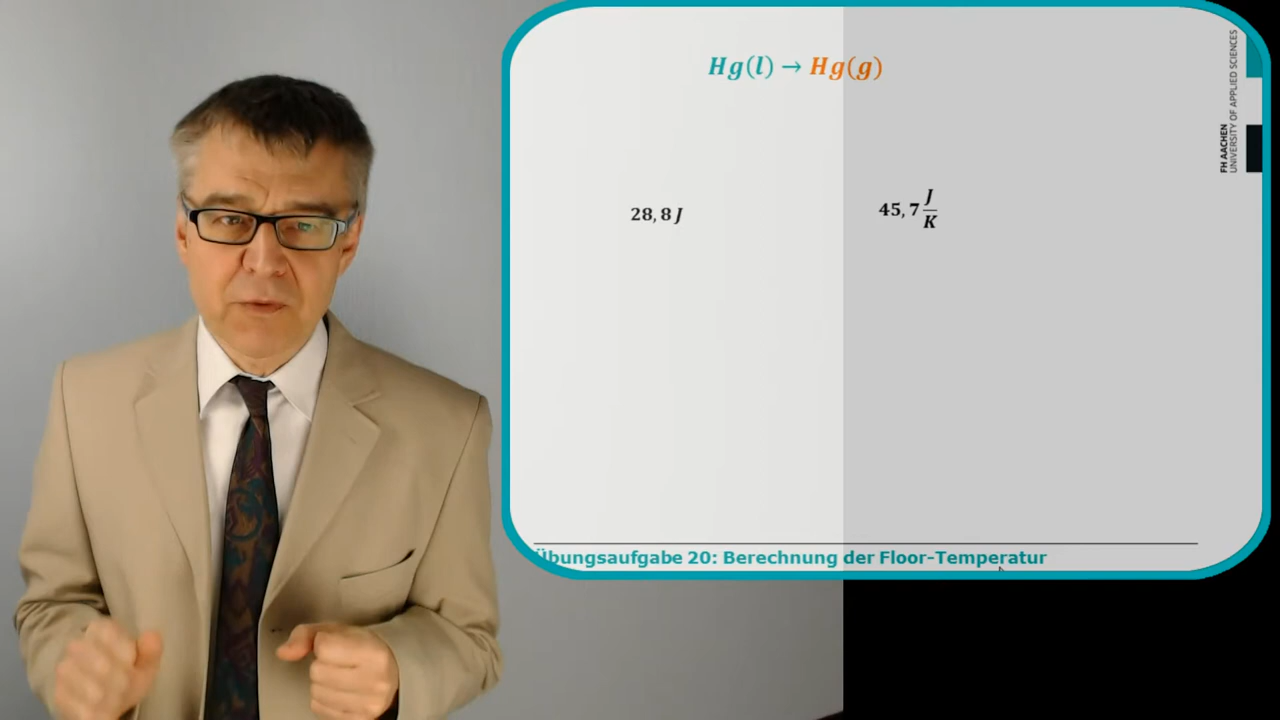 Hg(l) → Hg(g)
28,8 J
45,7 J/K
FH AACHEN
UNIVERSITY OF APPLIED SCIENCES
Übungsaufgabe 20: Berechnung der Floor-Temperatur